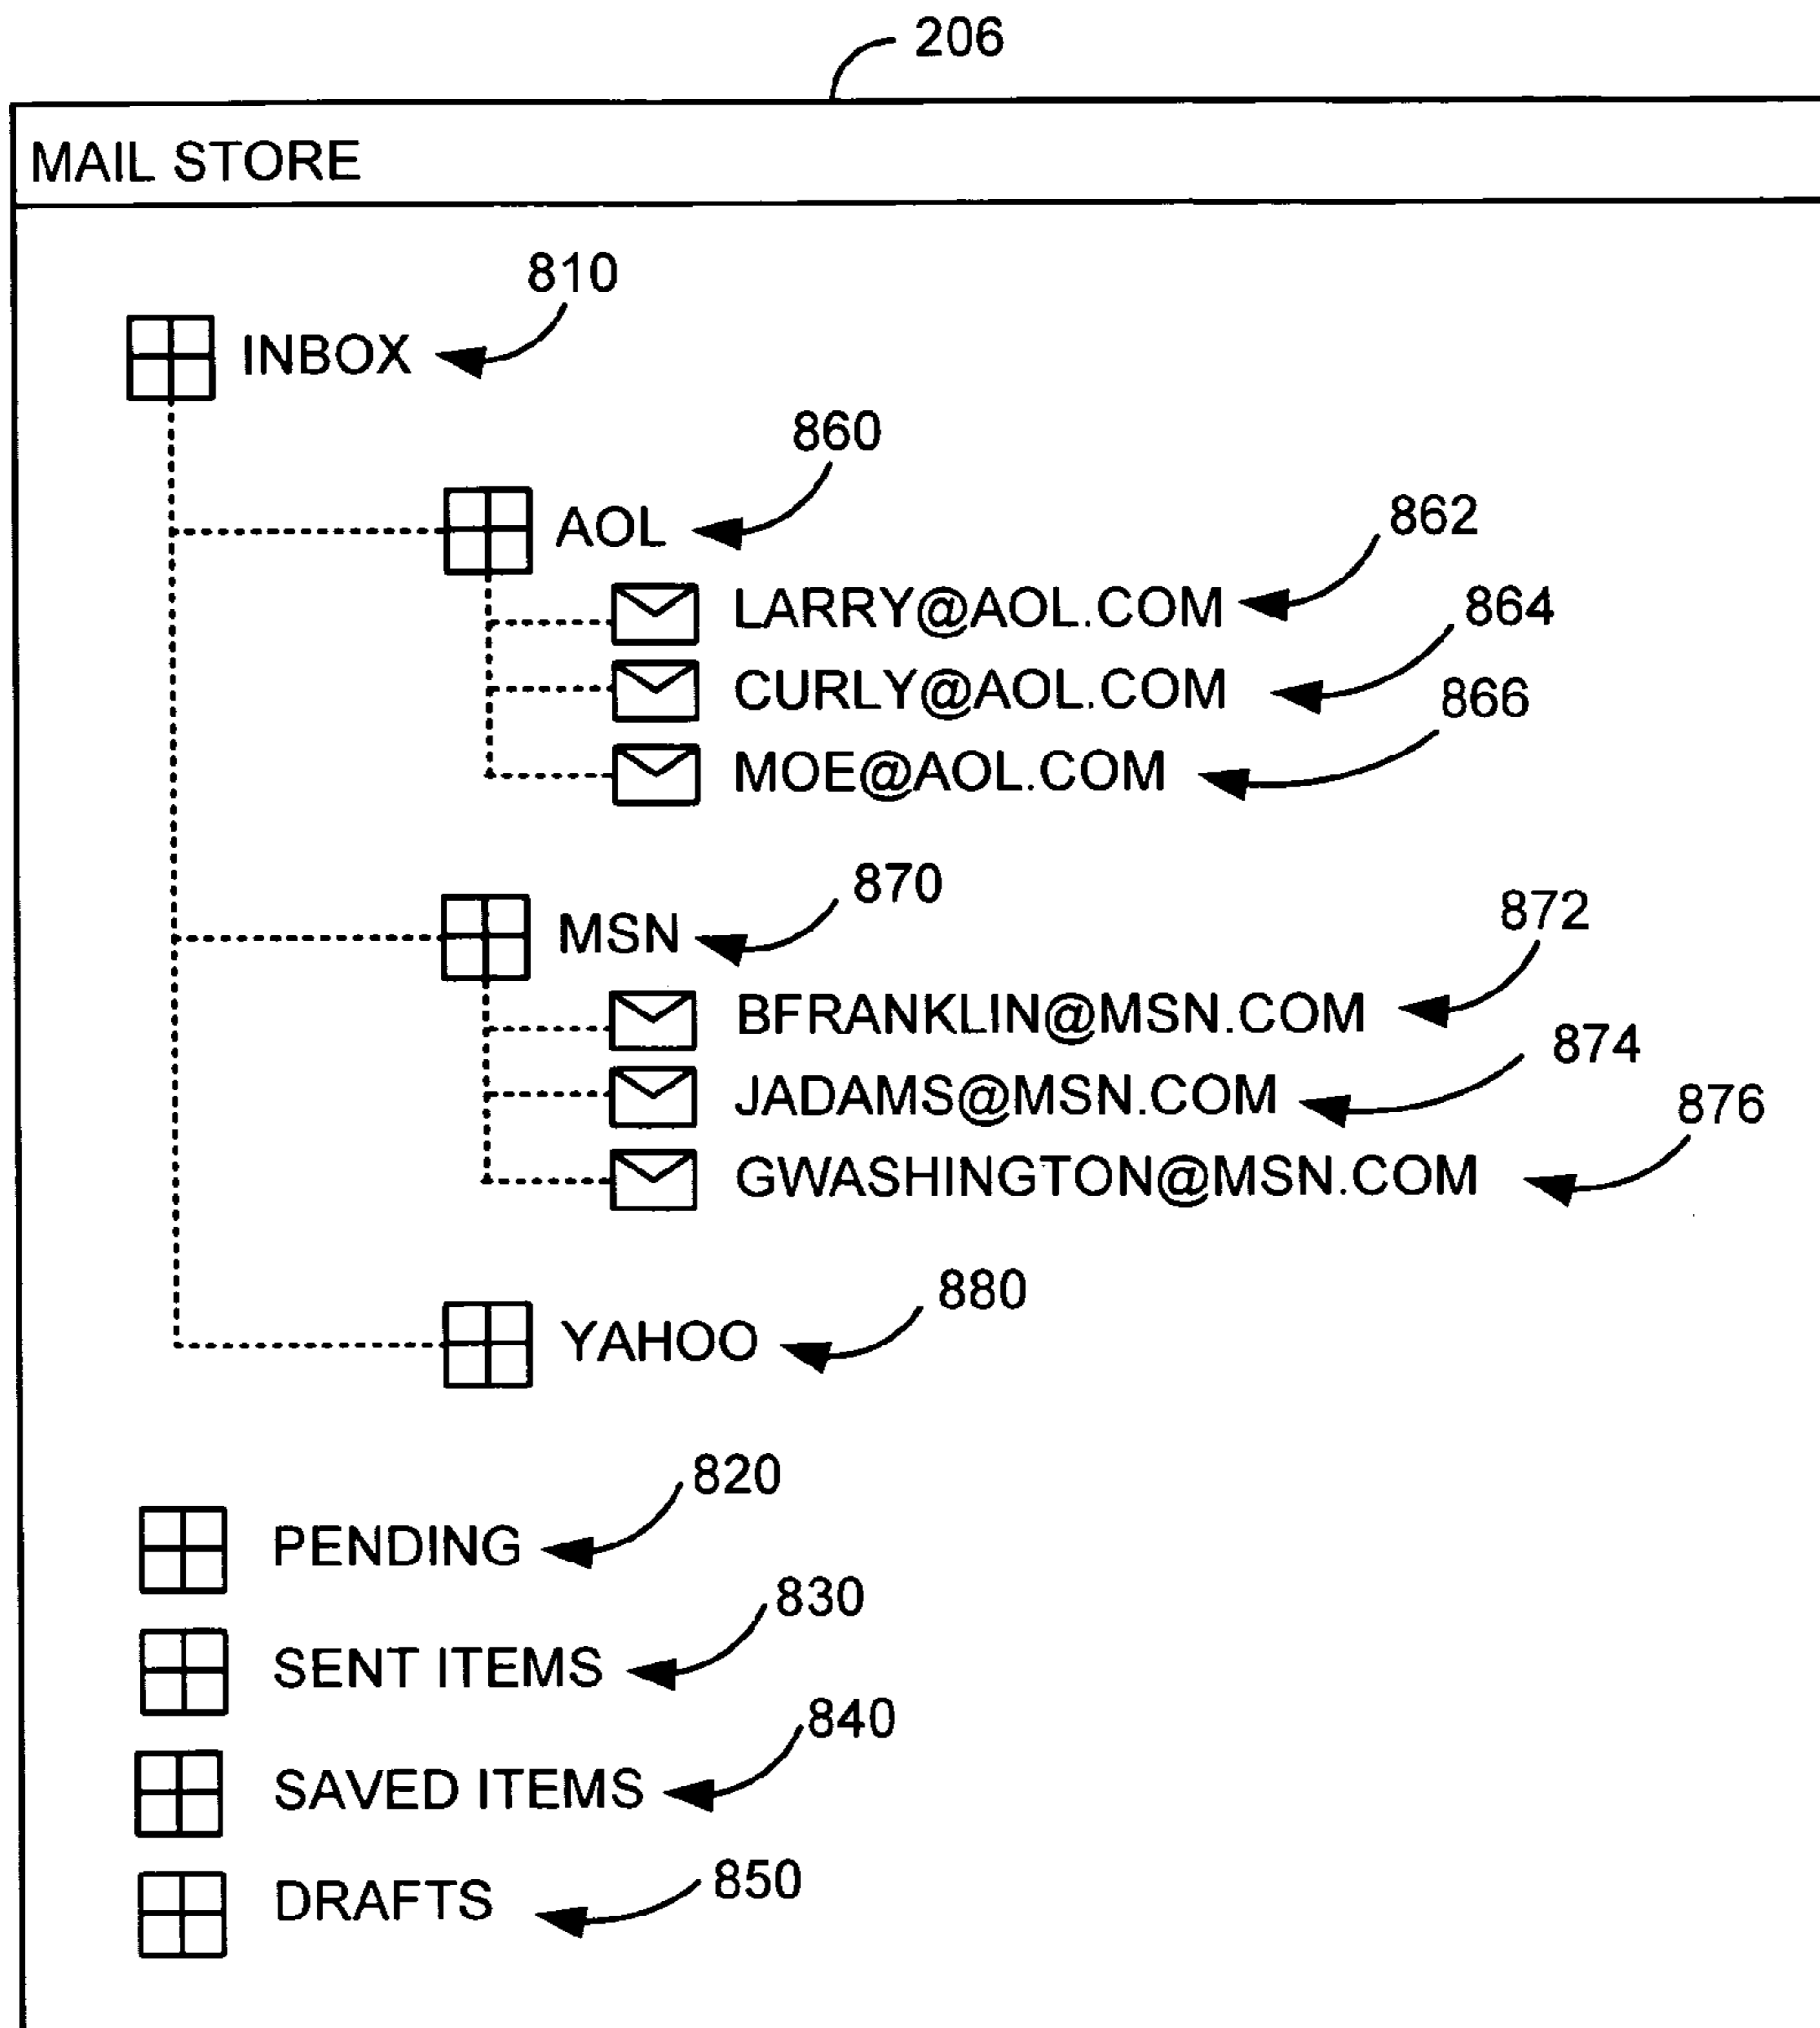 206
MAIL STORE
810
INBOX
860
AOL
862
LARRY@AOL.COM
864
CURLY@AOL.COM
866
MOE@AOL.COM
870
MSN
872
BFRANKLIN@MSN.COM
874
JADAMS@MSN.COM
876
GWASHINGTON@MSN.COM
880
YAHOO
820
PENDING
830
SENT ITEMS
840
SAVED ITEMS
850
DRAFTS